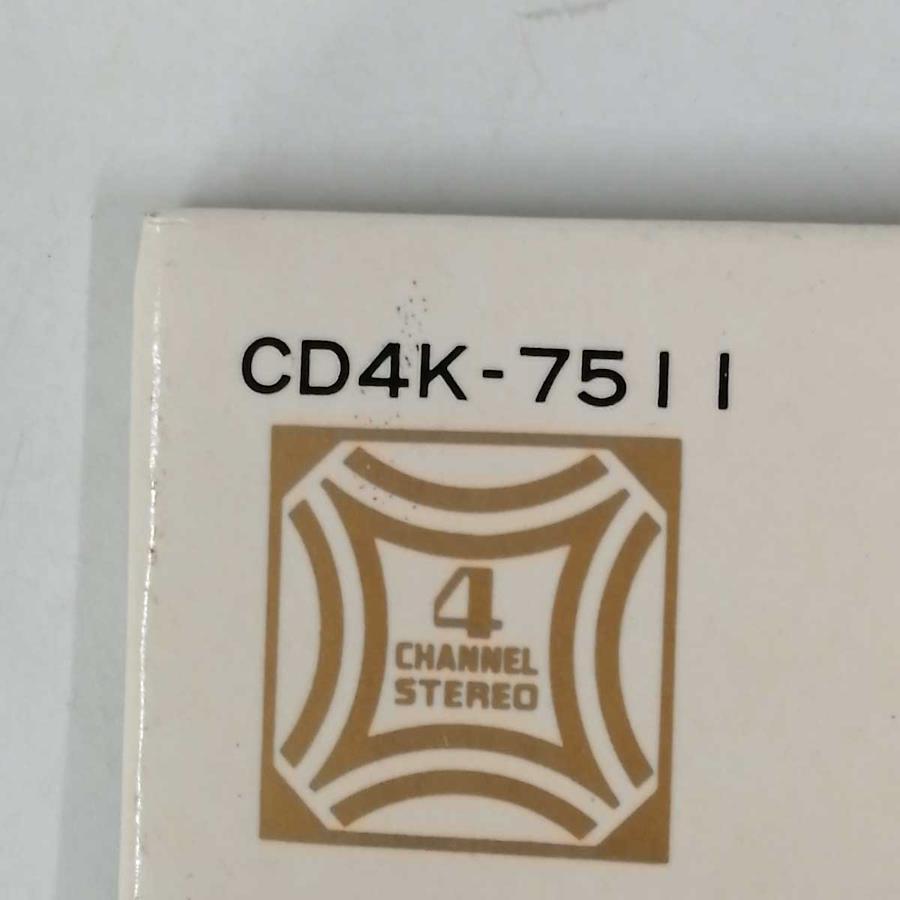 CD4K-7511
4
CHANNEL
STEREO